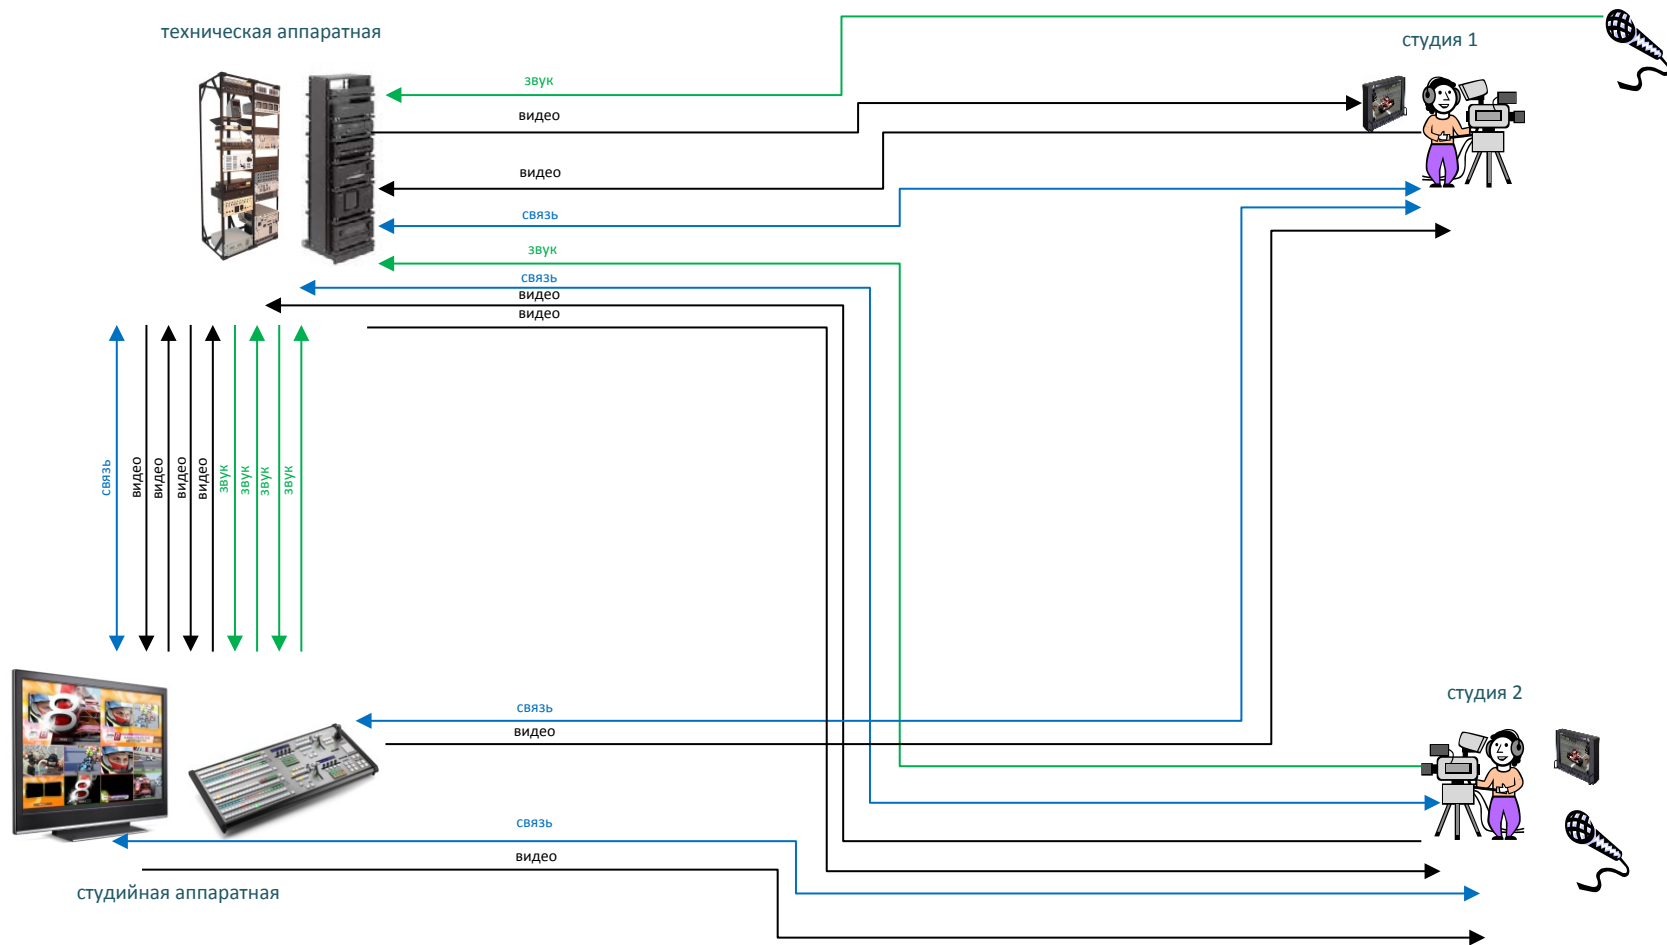 техническая аппаратная
студия 1
звук
видео
видео
связь
звук
связь
видео
видео
связь
видео
видео
видео
видео
звук
звук
звук
звук
студия 2
связь
видео
связь
видео
студийная аппаратная